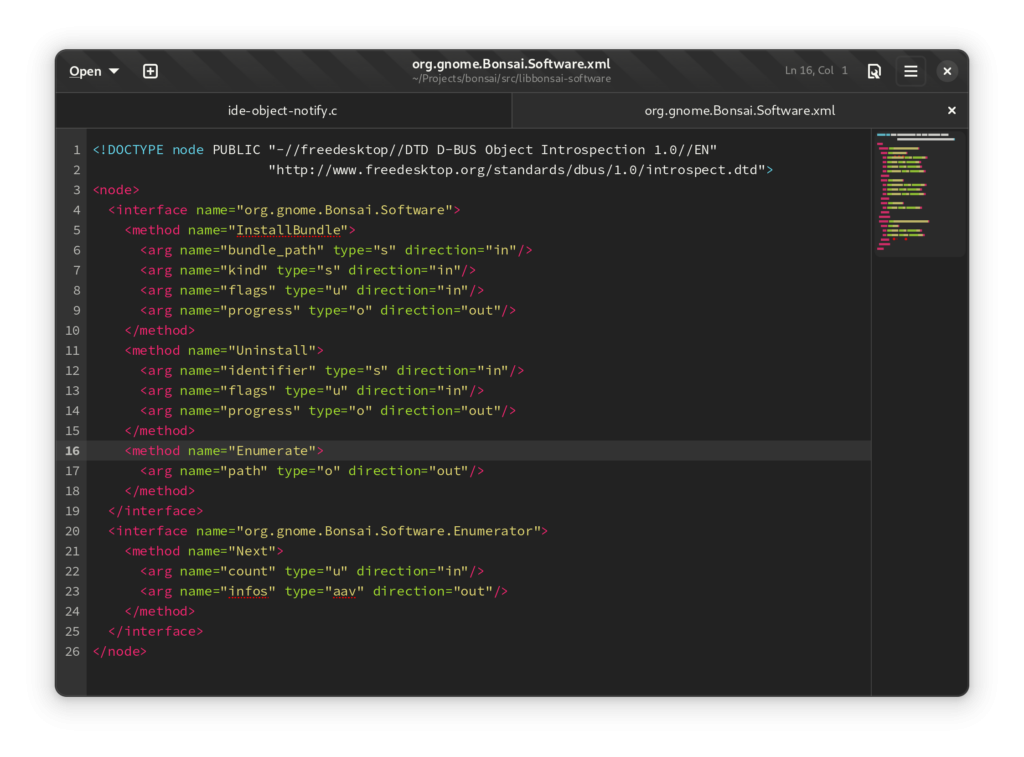 Open
org.gnome.Bonsai.Software.xml
~/Projects/bonsai/src/libbonsai-software
Ln 16, Col 1
ide-object-notify.c
org.gnome.Bonsai.Software.xml
1 <!DOCTYPE node PUBLIC "-//freedesktop//DTD D-BUS Object Introspection 1.0//EN"
2 "http://www.freedesktop.org/standards/dbus/1.0/introspect.dtd">
3 <node>
4 <interface name="org.gnome.Bonsai.Software">
5 <method name="InstallBundle">
6 <arg name="bundle_path" type="s" direction="in"/>
7 <arg name="kind" type="s" direction="in"/>
8 <arg name="flags" type="u" direction="in"/>
9 <arg name="progress" type="o" direction="out"/>
10 </method>
11 <method name="Uninstall">
12 <arg name="identifier" type="s" direction="in"/>
13 <arg name="flags" type="u" direction="in"/>
14 <arg name="progress" type="o" direction="out"/>
15 </method>
16 <method name="Enumerate">
17 <arg name="path" type="o" direction="out"/>
18 </method>
19 </interface>
20 <interface name="org.gnome.Bonsai.Software.Enumerator">
21 <method name="Next">
22 <arg name="count" type="u" direction="in"/>
23 <arg name="infos" type="aav" direction="out"/>
24 </method>
25 </interface>
26 </node>